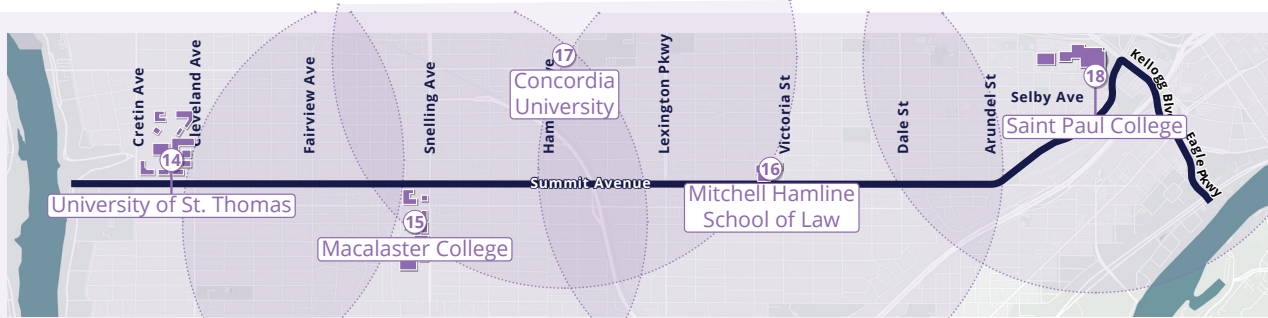 Cretin Ave
Cleveland Ave
Fairview Ave
Snelling Ave
17
Concordia
University
Lexington Pkwy
Victoria St
Dale St
Arundel St
Selby Ave
18
Saint Paul College
Kellogg
Eagle Pkwy
14
University of St. Thomas
Summit Avenue
15
Macalaster College
16
Mitchell Hamline
School of Law